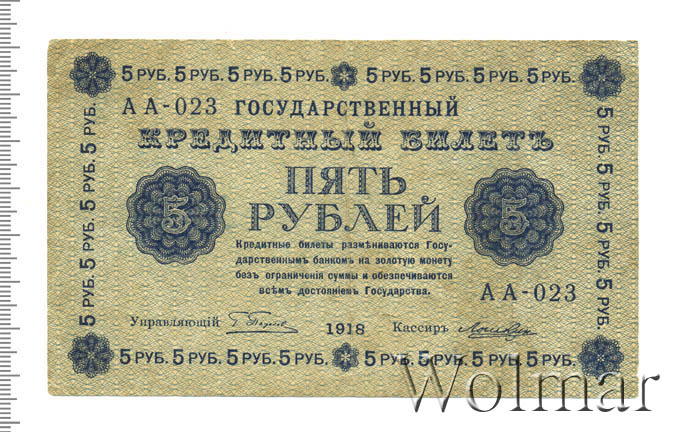 5 РУБ. 5 РУБ. 5 РУБ. 5 РУБ. 5 РУБ. 5 РУБ. 5 РУБ. 5 РУБ.
АА-023 ГОСУДАРСТВЕННЫЙ
КРЕДИТНЫЙ БИЛЕТЪ
ПЯТЬ
РУБЛЕЙ
5
5
Кредитные билеты размѣниваются Госу-
дарственнымъ банкомъ на золотую монету
безъ ограниченія суммы и обезпечиваются
всѣмъ достояніемъ Государства.
АА-023
Управляющій
1918
Кассиръ
5 РУБ. 5 РУБ. 5 РУБ. 5 РУБ. 5 РУБ. 5 РУБ. 5 РУБ. 5 РУБ.
5 РУБ. 5 РУБ. 5 РУБ. 5 РУБ.
5 РУБ. 5 РУБ. 5 РУБ. 5 РУБ.
Wolmar